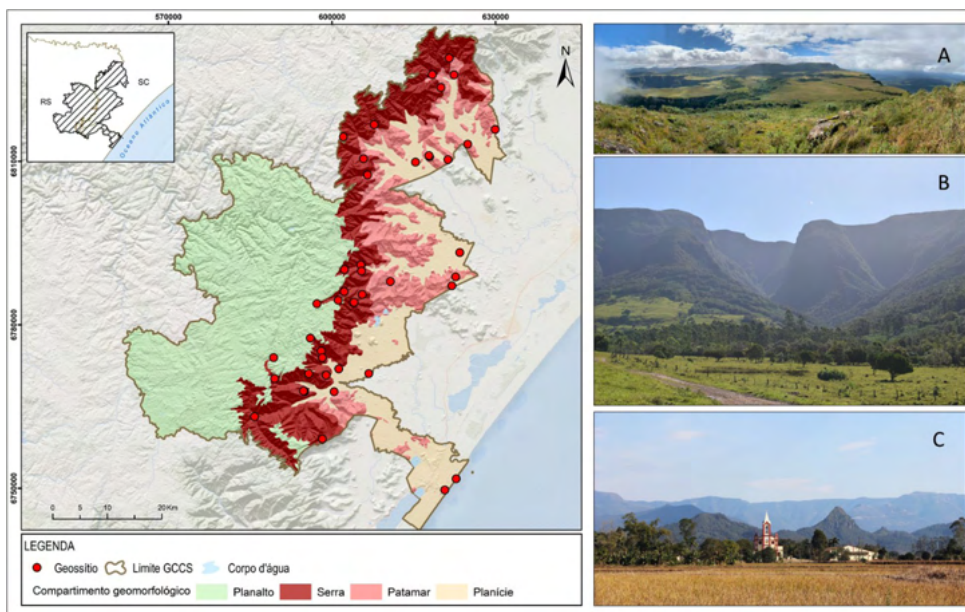 570000 600000 630000
RS
SC
Oceano Atlântico
N
6810000
6780000
6750000
0 5 10 20 Km
A
B
C
LEGENDA
Geossítio Limite GCCS Corpo d'água
Compartimento geomorfológico Planalto Serra Patamar Planície